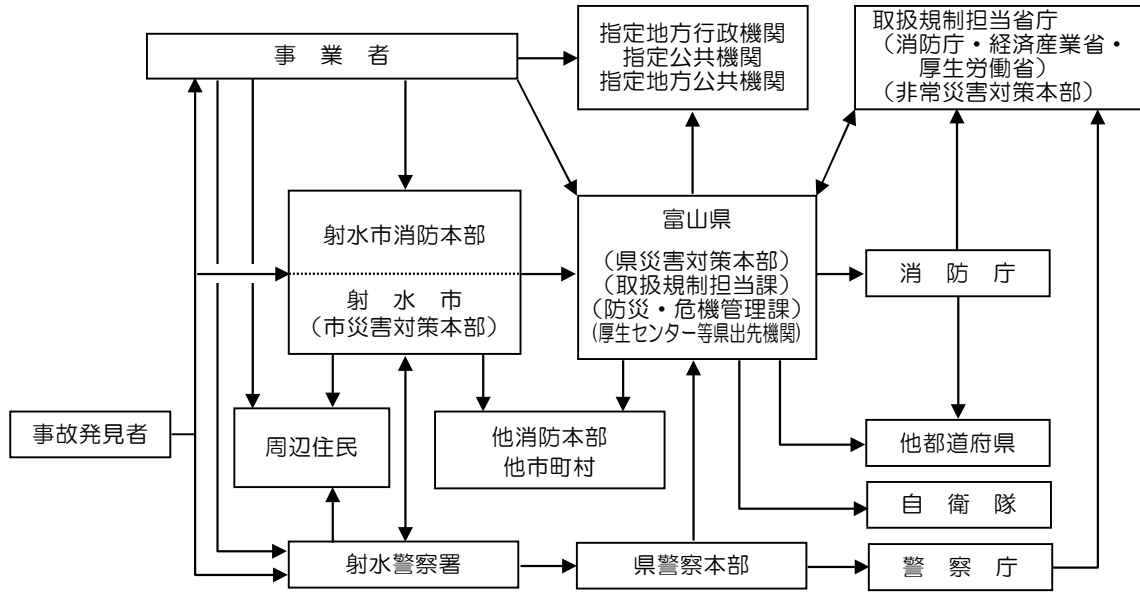 事　業　者
指定地方行政機関
指定公共機関
指定地方公共機関
取扱規制担当省庁
（消防庁・経済産業省・
厚生労働省）
（非常災害対策本部）
射水市消防本部
射　水　市
（市災害対策本部）
富山県
（県災害対策本部）
（取扱規制担当課）
（防災・危機管理課）
（厚生センター等県出先機関）
消　防　庁
事故発見者
周辺住民
他消防本部
他市町村
他都道府県
自　衛　隊
射水警察署
県警察本部
警　察　庁